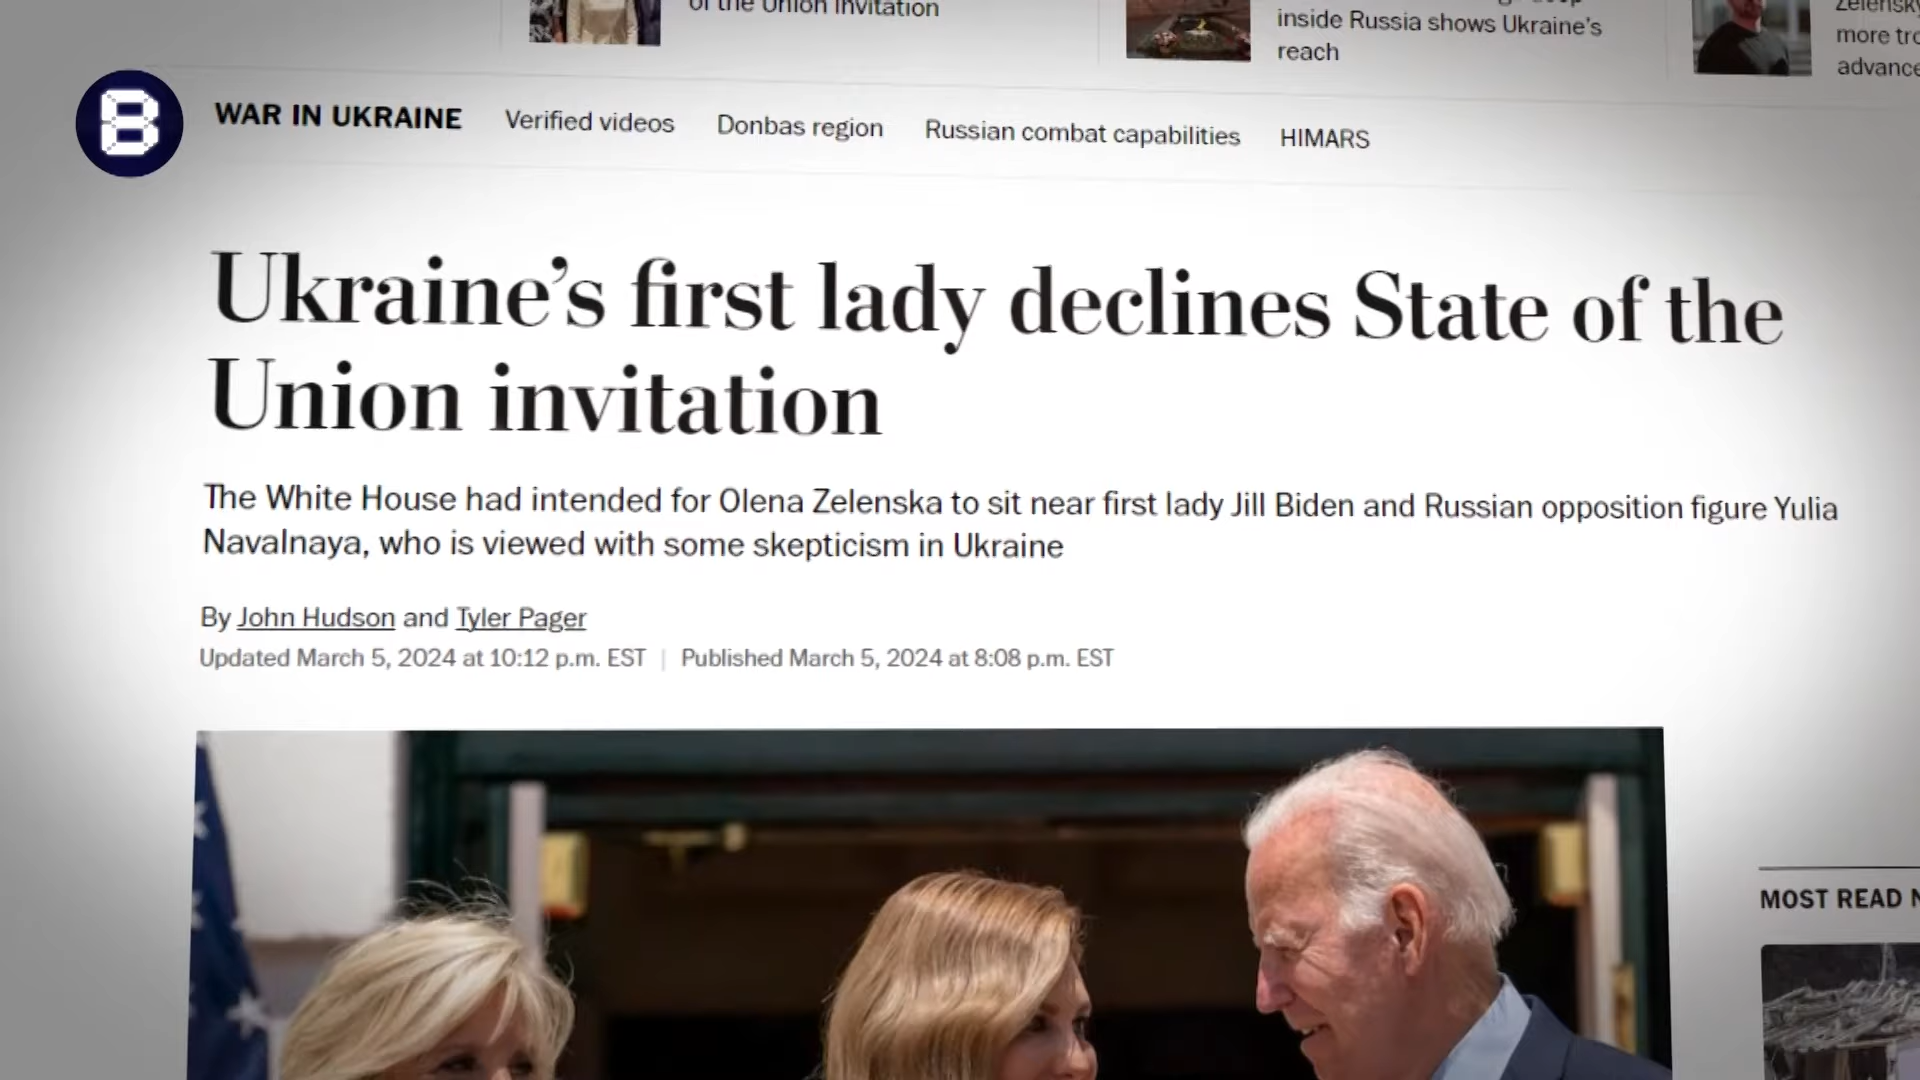 of the Union invitation
inside Russia shows Ukraine's
reach
more
advance
B
WAR IN UKRAINE Verified videos Donbas region Russian combat capabilities HIMARS
Ukraine’s first lady declines State of the
Union invitation
The White House had intended for Olena Zelenska to sit near first lady Jill Biden and Russian opposition figure Yulia
Navalnaya, who is viewed with some skepticism in Ukraine
By John Hudson and Tyler Pager
Updated March 5, 2024 at 10:12 p.m. EST | Published March 5, 2024 at 8:08 p.m. EST
MOST READ